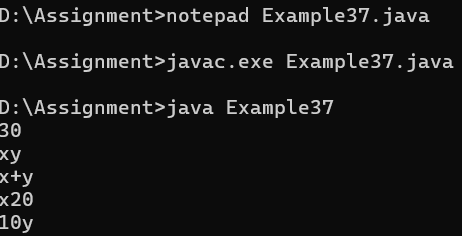 D:\Assignment>notepad Example37.java
D:\Assignment>javac.exe Example37.java
D:\Assignment>java Example37
30
xy
x+y
x20
10y